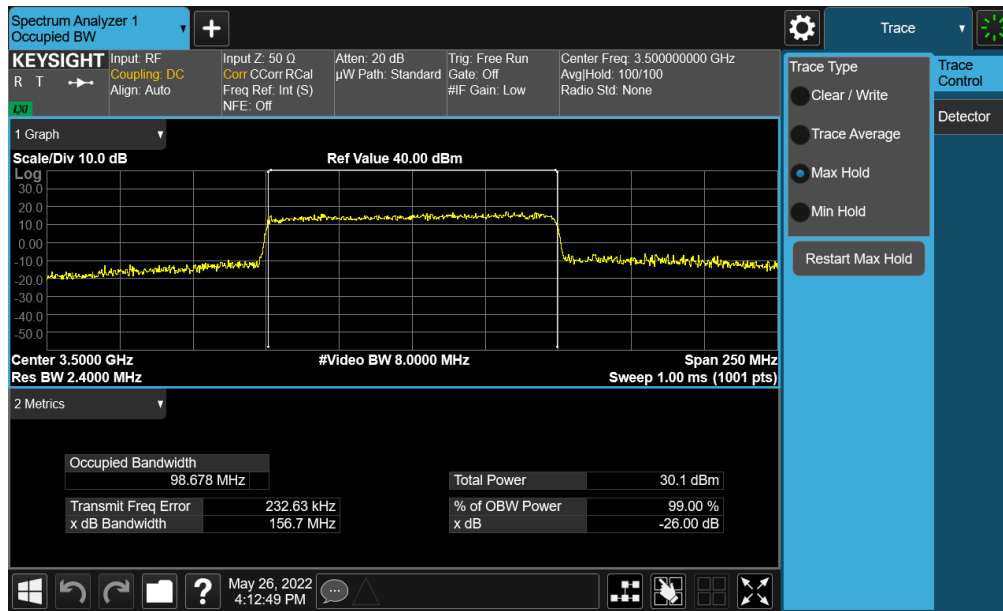 Spectrum Analyzer 1
Occupied BW
+
Trace
KEYSIGHT
R T
LXI
Input: RF
Coupling: DC
Align: Auto
Input Z: 50 Ω
Corr CCorr RCal
Freq Ref: Int (S)
NFE: Off
Atten: 20 dB
µW Path: Standard
Trig: Free Run
Gate: Off
#IF Gain: Low
Center Freq: 3.500000000 GHz
Avg|Hold: 100/100
Radio Std: None
1 Graph
Scale/Div 10.0 dB
Ref Value 40.00 dBm
Log
30.0
20.0
10.0
0.00
-10.0
-20.0
-30.0
-40.0
-50.0
Center 3.5000 GHz
#Video BW 8.0000 MHz
Span 250 MHz
Res BW 2.4000 MHz
Sweep 1.00 ms (1001 pts)
2 Metrics
Occupied Bandwidth
98.678 MHz
Total Power 30.1 dBm
Transmit Freq Error 232.63 kHz
% of OBW Power 99.00 %
x dB Bandwidth 156.7 MHz
x dB -26.00 dB
Trace Type
Clear / Write
Trace Average
Max Hold
Min Hold
Restart Max Hold
Trace
Control
Detector
?
May 26, 2022
4:12:49 PM